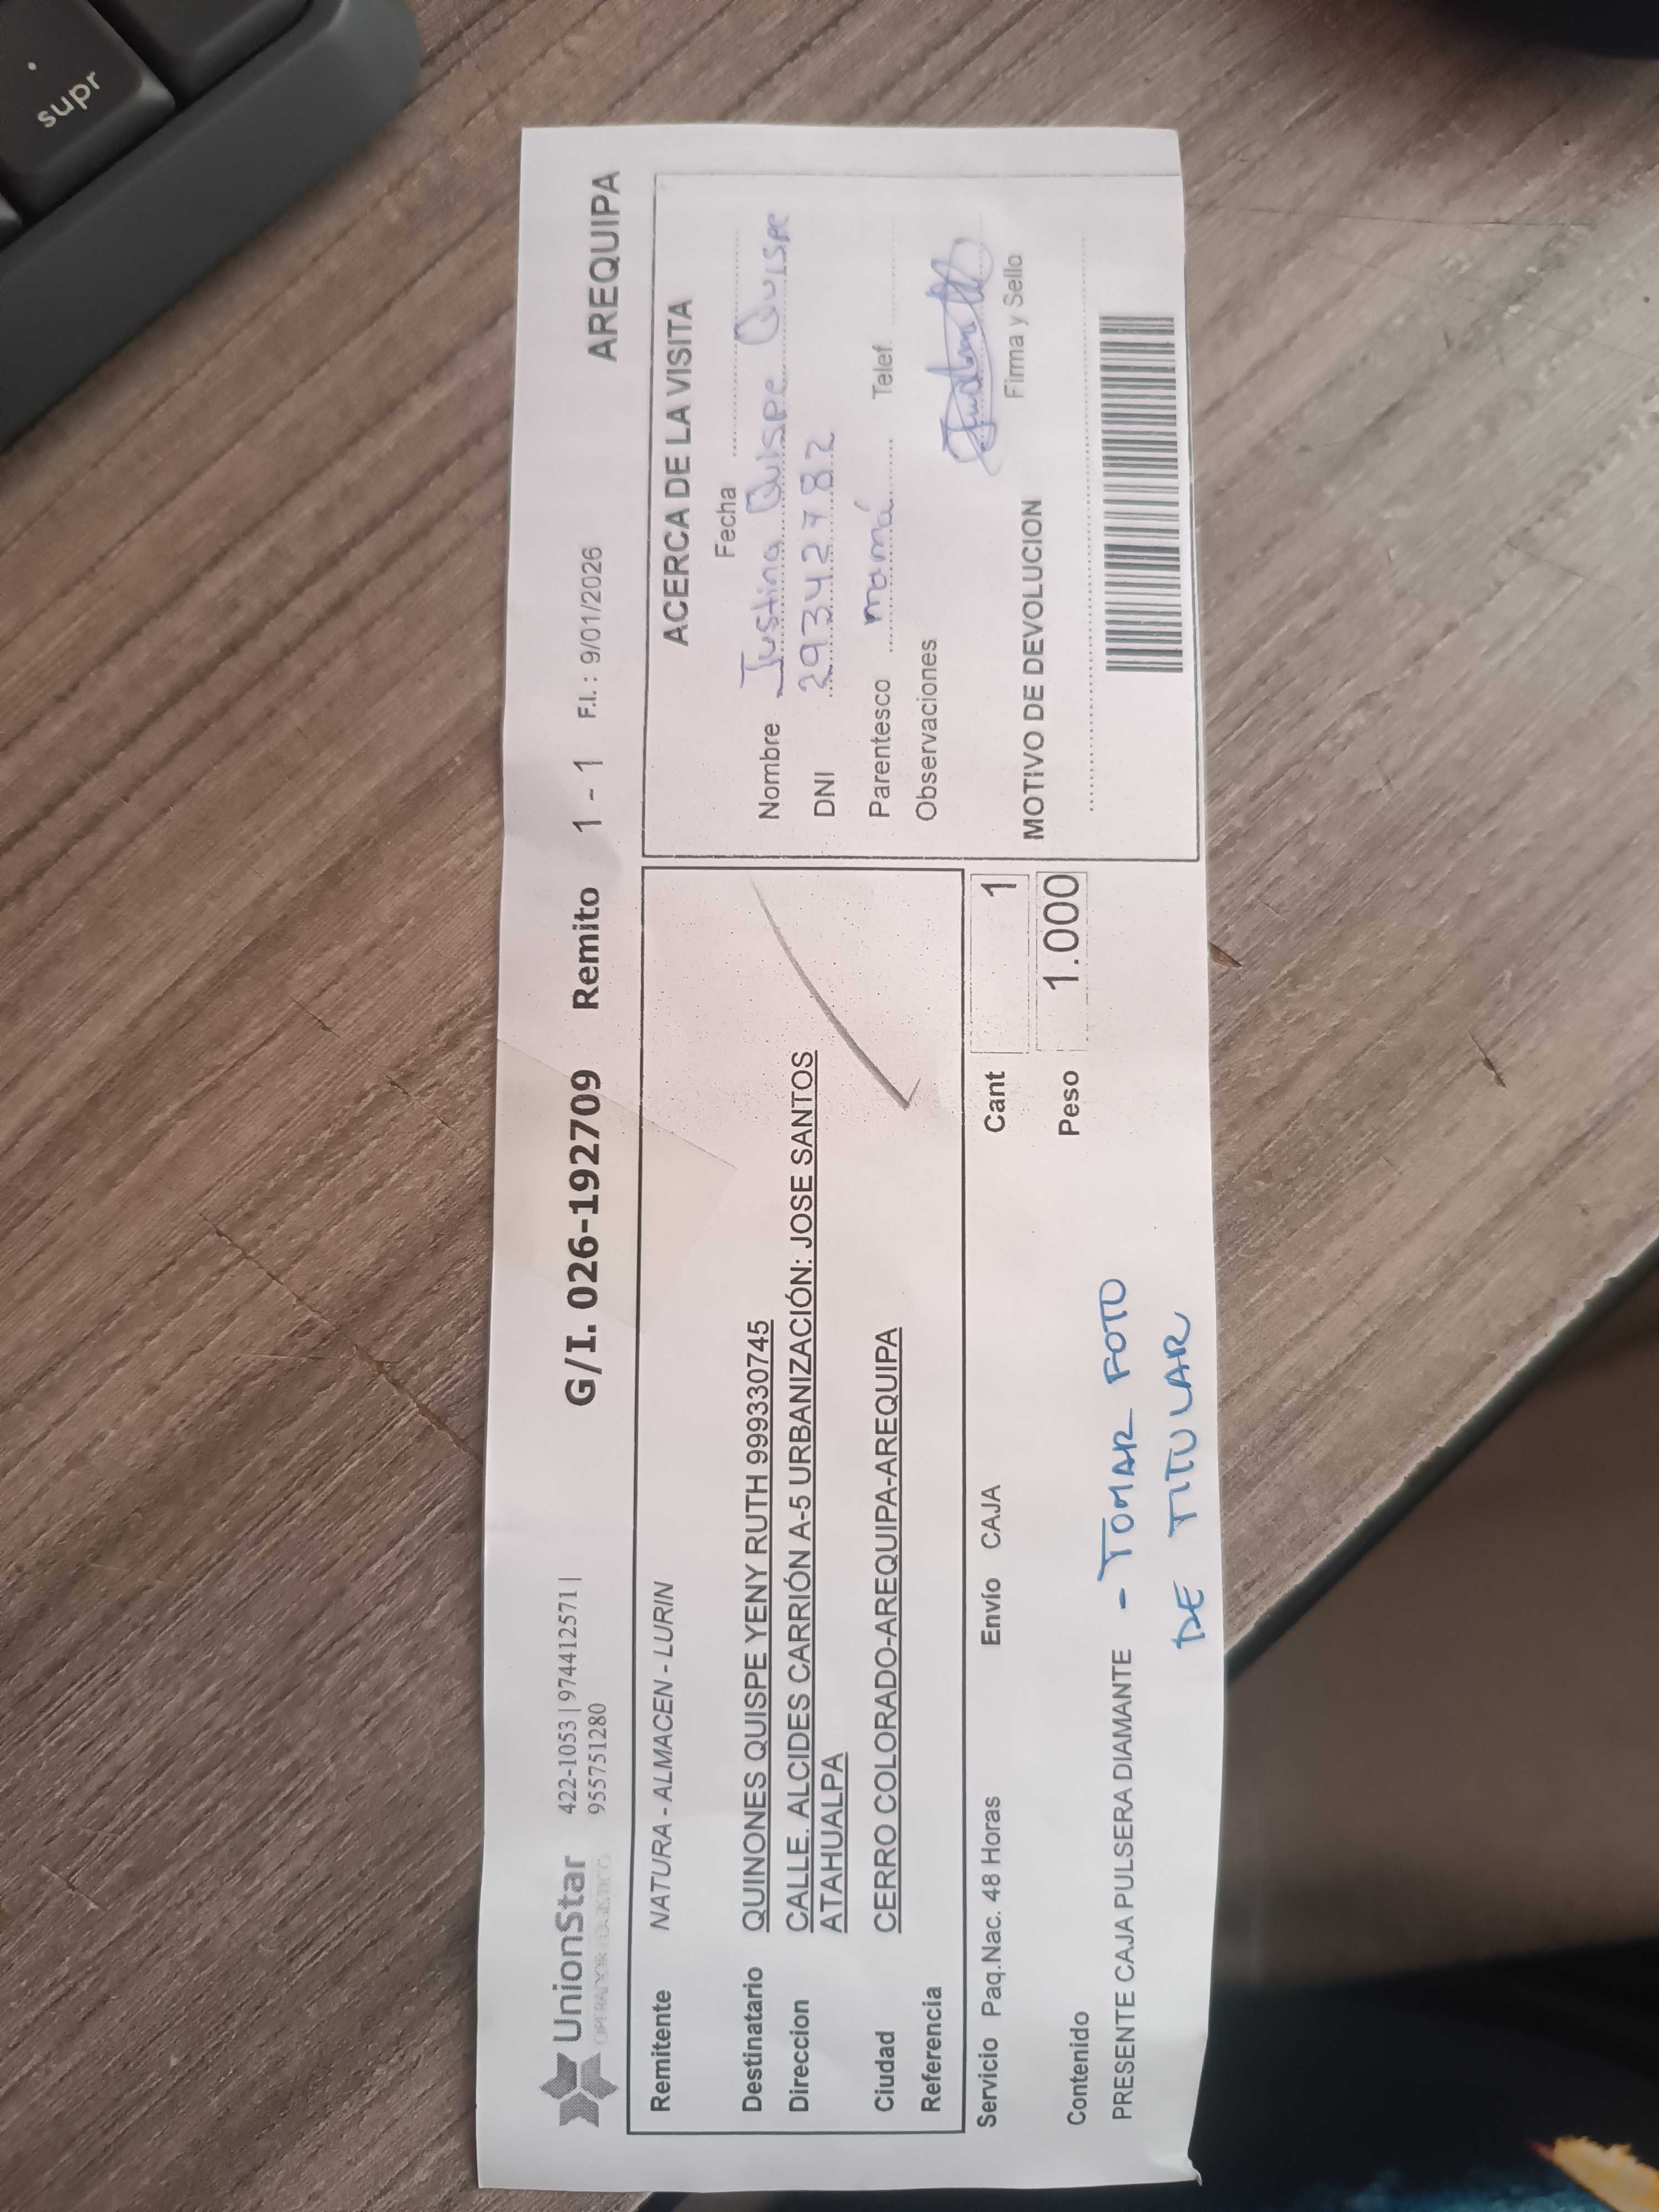 supr
UnionStar
OPERADOR LOGISTICO
422-1053 | 974412571 |
955751280
G/I. 026-192709 Remito 1 - 1 F.I. : 9/01/2026 AREQUIPA
Remitente NATURA - ALMACEN - LURIN
Destinatario QUINONES QUISPE YENY RUTH 999330745
Direccion CALLE. ALCIDES CARRIÓN A-5 URBANIZACIÓN: JOSE SANTOS
ATAHUALPA
Ciudad CERRO COLORADO-AREQUIPA-AREQUIPA
Referencia
Servicio Paq.Nac. 48 Horas Envío CAJA Cant 1
Peso 1.000
Contenido
PRESENTE CAJA PULSERA DIAMANTE
- TOMAR FOTO
DE TITULAR
ACERCA DE LA VISITA
Fecha
Nombre Justina Quispe Quispe
DNI 29342782
Parentesco mamá Telef.
Observaciones
Firma y Sello
MOTIVO DE DEVOLUCION